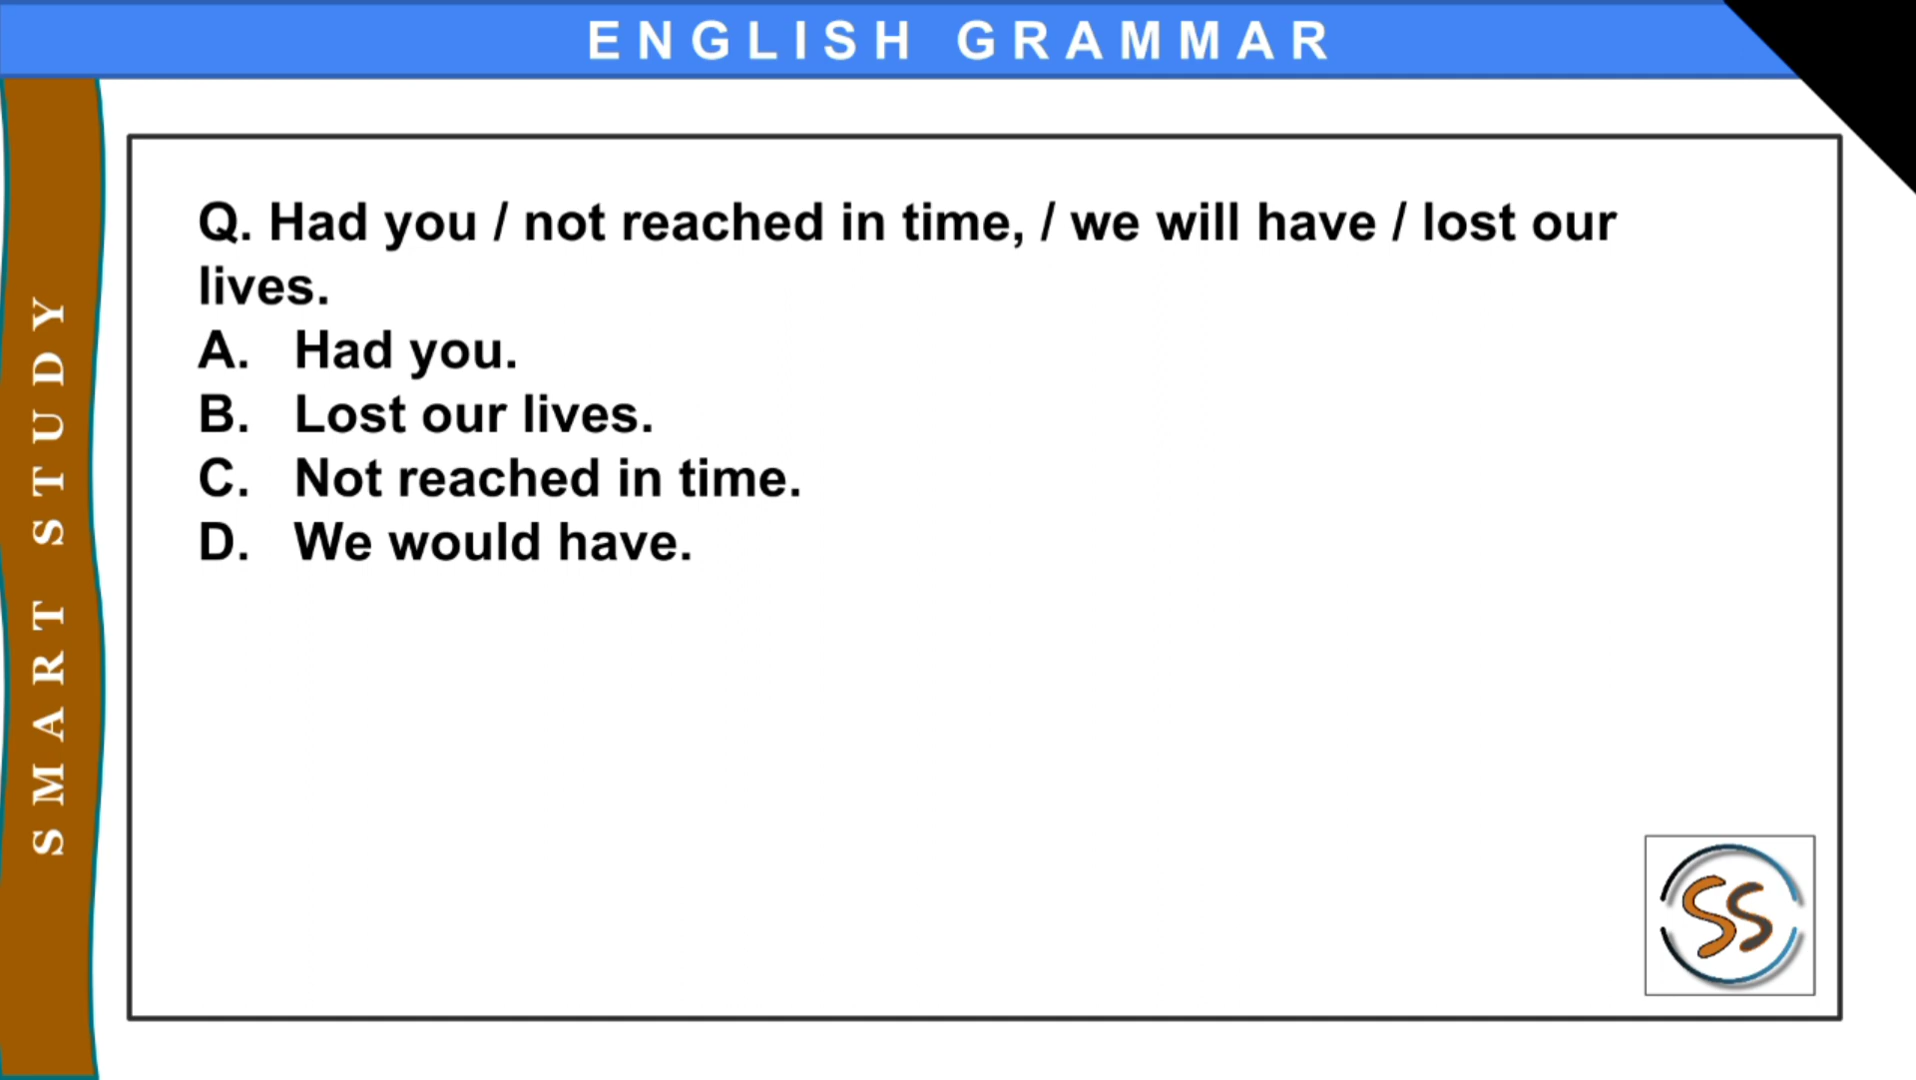 ENGLISH GRAMMAR
SMART STUDY
Q. Had you / not reached in time, / we will have / lost our
lives.
A. Had you.
B. Lost our lives.
C. Not reached in time.
D. We would have.
SS